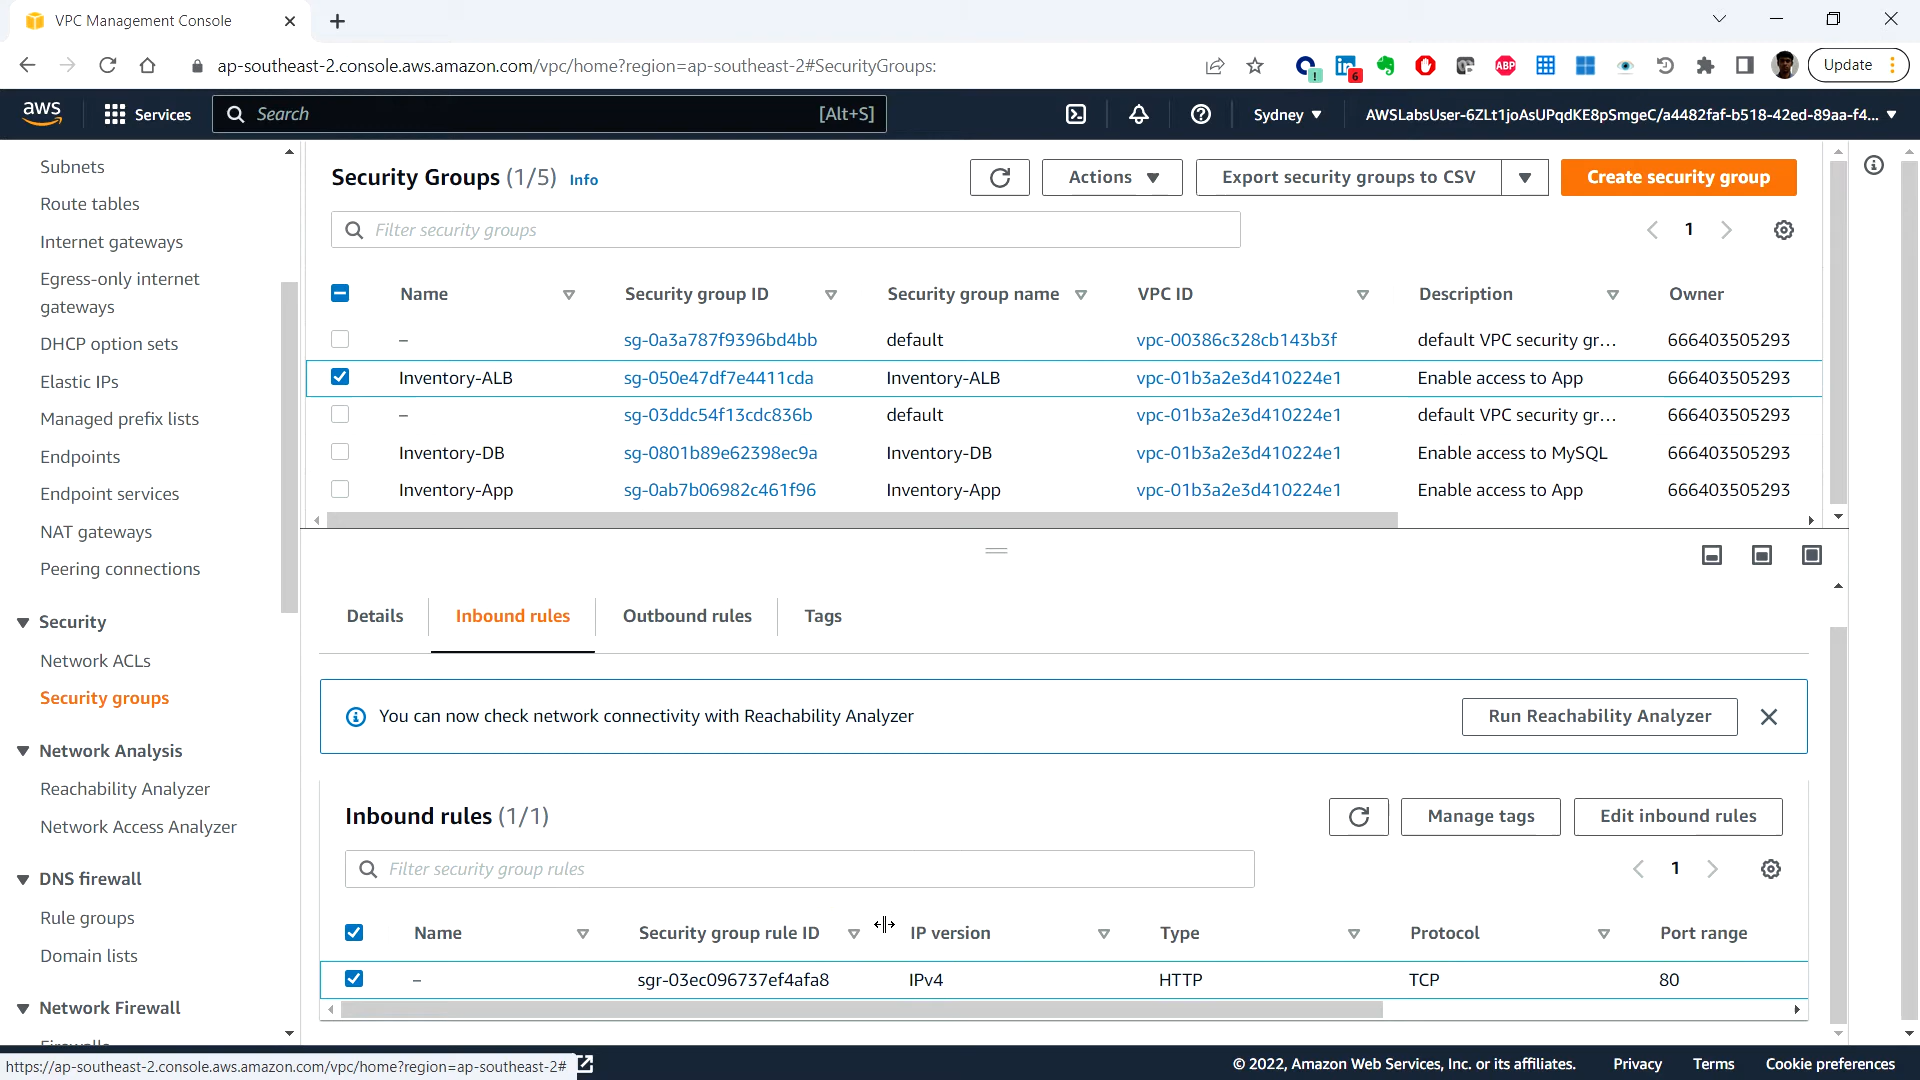 VPC Management Console
ap-southeast-2.console.aws.amazon.com/vpc/home?region=ap-southeast-2#SecurityGroups:
6
ABP
Update
aws
Services
Search
[Alt+S]
Sydney
AWSLabsUser-6ZLt1joAsUPqdKE8pSmgeC/a4482faf-b518-42ed-89aa-f4...
Subnets
Route tables
Internet gateways
Egress-only internet
gateways
DHCP option sets
Elastic IPs
Managed prefix lists
Endpoints
Endpoint services
NAT gateways
Peering connections
Security
Network ACLs
Security groups
Network Analysis
Reachability Analyzer
Network Access Analyzer
DNS firewall
Rule groups
Domain lists
Network Firewall
Firewalls
Security Groups (1/5) Info
Actions
Export security groups to CSV
Create security group
Filter security groups
1
Name Security group ID Security group name VPC ID Description Owner
– sg-0a3a787f9396bd4bb default vpc-00386c328cb143b3f default VPC security gr... 666403505293
Inventory-ALB sg-050e47df7e4411cda Inventory-ALB vpc-01b3a2e3d410224e1 Enable access to App 666403505293
– sg-03ddc54f13cdc836b default vpc-01b3a2e3d410224e1 default VPC security gr... 666403505293
Inventory-DB sg-0801b89e62398ec9a Inventory-DB vpc-01b3a2e3d410224e1 Enable access to MySQL 666403505293
Inventory-App sg-0ab7b06982c461f96 Inventory-App vpc-01b3a2e3d410224e1 Enable access to App 666403505293
Details
Inbound rules
Outbound rules
Tags
You can now check network connectivity with Reachability Analyzer
Run Reachability Analyzer
Inbound rules (1/1)
Manage tags
Edit inbound rules
Filter security group rules
1
Name Security group rule ID IP version Type Protocol Port range
– sgr-03ec096737ef4afa8 IPv4 HTTP TCP 80
https://ap-southeast-2.console.aws.amazon.com/vpc/home?region=ap-southeast-2#
© 2022, Amazon Web Services, Inc. or its affiliates.
Privacy
Terms
Cookie preferences